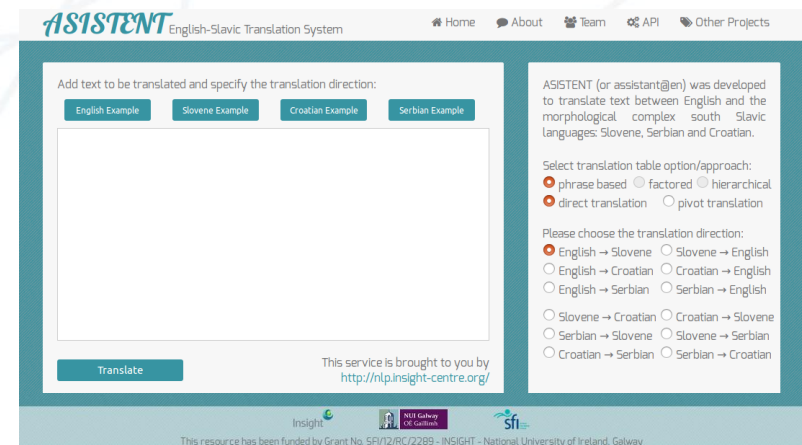 ASISTENT English-Slavic Translation System
Home About Team API Other Projects
Add text to be translated and specify the translation direction:
English Example Slovene Example Croatian Example Serbian Example
Translate
This service is brought to you by
http://nlp.insight-centre.org/
ASISTENT (or assistant@en) was developed
to translate text between English and the
morphological complex south Slavic
languages: Slovene, Serbian and Croatian.
Select translation table option/approach:
phrase based factored hierarchical
direct translation pivot translation
Please choose the translation direction:
English → Slovene Slovene → English
English → Croatian Croatian → English
English → Serbian Serbian → English
Slovene → Croatian Croatian → Slovene
Serbian → Slovene Slovene → Serbian
Croatian → Serbian Serbian → Croatian
Insight NUI Galway
OÉ Gaillimh
sfi
This resource has been funded by Grant No. SFI/12/RC/2289 - INSIGHT - National University of Ireland, Galway